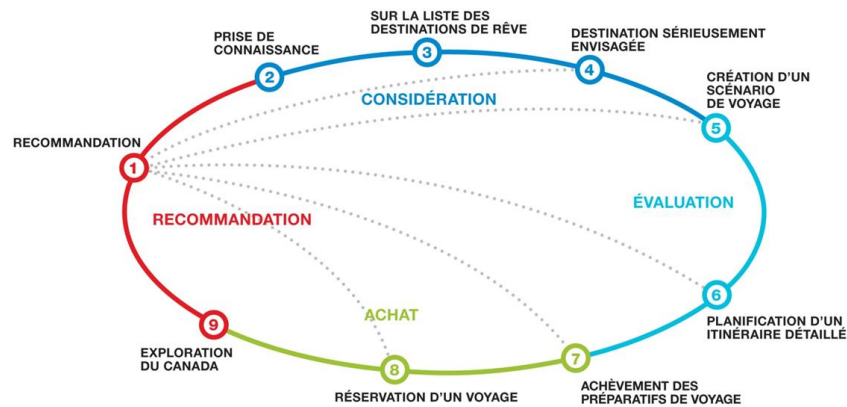 SUR LA LISTE DES
DESTINATIONS DE RÊVE
PRISE DE
CONNAISSANCE
DESTINATION SÉRIEUSEMENT
ENVISAGÉE
3
2
4
CONSIDÉRATION
CRÉATION D'UN
SCÉNARIO
DE VOYAGE
5
RECOMMANDATION
1
ÉVALUATION
RECOMMANDATION
6
PLANIFICATION D'UN
ITINÉRAIRE DÉTAILLÉ
ACHAT
9
EXPLORATION
DU CANADA
8
RÉSERVATION D'UN VOYAGE
7
ACHÈVEMENT DES
PRÉPARATIFS DE VOYAGE